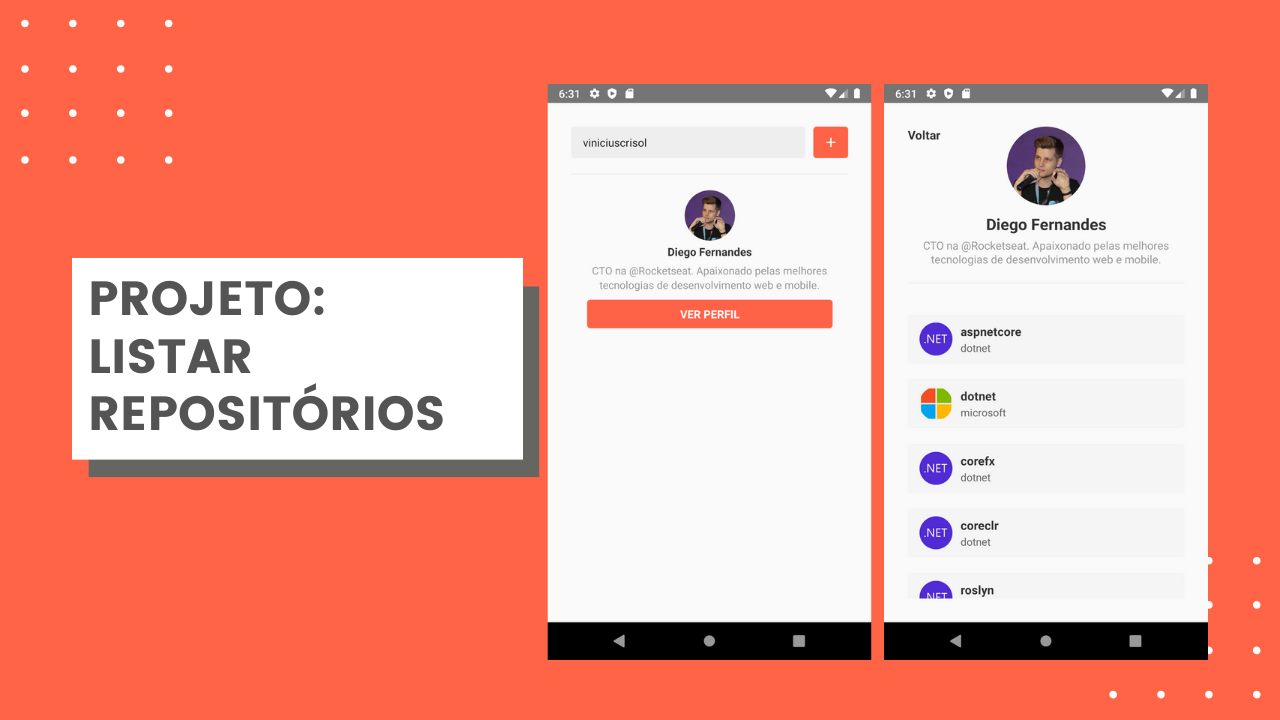 PROJETO:
LISTAR
REPOSITÓRIOS
6:31
viniciuscrisol
+
Diego Fernandes
CTO na @Rocketseat. Apaixonado pelas melhores
tecnologias de desenvolvimento web e mobile.
VER PERFIL
6:31
Voltar
Diego Fernandes
CTO na @Rocketseat. Apaixonado pelas melhores
tecnologias de desenvolvimento web e mobile.
.NET
aspnetcore
dotnet
dotnet
microsoft
.NET
corefx
dotnet
.NET
coreclr
dotnet
.NET
roslyn